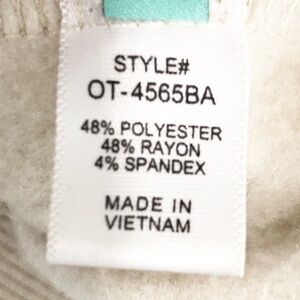 STYLE#
OT-4565BA
48% POLYESTER
48% RAYON
4% SPANDEX
MADE IN
VIETNAM